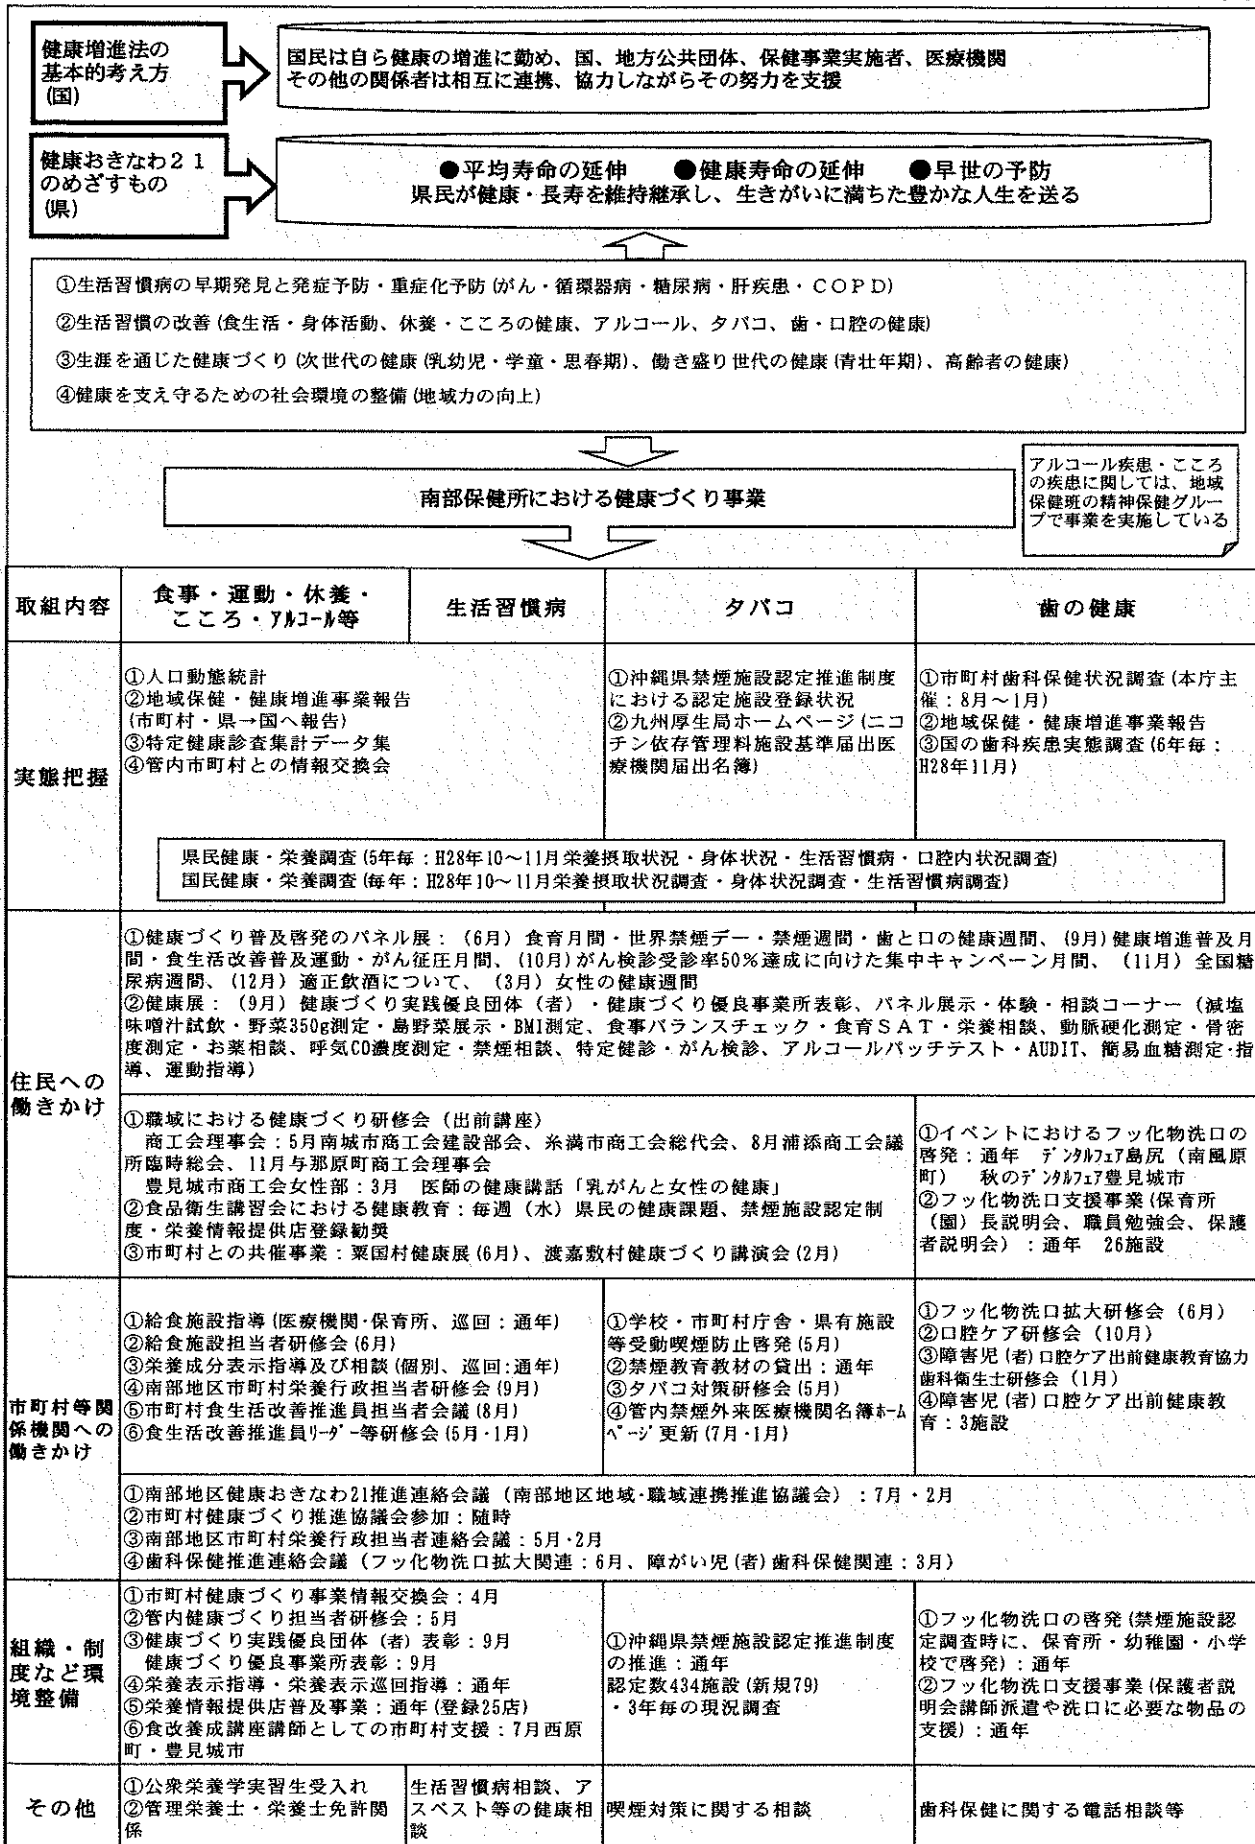 健康増進法の
基本的考え方
(国)
国民は自ら健康の増進に勤め、国、地方公共団体、保健事業実施者、医療機関
その他の関係者は相互に連携、協力しながらその努力を支援
健康おきなわ21
のめざすもの
(県)
●平均寿命の延伸 ●健康寿命の延伸 ●早世の予防
県民が健康・長寿を維持継承し、生きがいに満ちた豊かな人生を送る
①生活習慣病の早期発見と発症予防・重症化予防(がん・循環器病・糖尿病・肝疾患・COPD)
②生活習慣の改善(食生活・身体活動、休養・こころの健康、アルコール、タバコ、歯・口腔の健康)
③生涯を通じた健康づくり(次世代の健康(乳幼児・学童・思春期)、働き盛り世代の健康(青壮年期)、高齢者の健康)
④健康を支え守るための社会環境の整備(地域力の向上)
南部保健所における健康づくり事業
アルコール疾患・こころ
の疾患に関しては、地域
保健班の精神保健グルー
プで事業を実施している
取組内容
食事・運動・休養・
こころ・アルコール等
生活習慣病
タバコ
歯の健康
実態把握
①人口動態統計
②地域保健・健康増進事業報告
(市町村・県→国へ報告)
③特定健康診査集計データ集
④管内市町村との情報交換会
①沖縄県禁煙施設認定推進制度
における認定施設登録状況
②九州厚生局ホームページ(ニコ
チン依存管理料施設基準届出医
療機関届出名簿)
①市町村歯科保健状況調査(本庁主
催:8月~1月)
②地域保健・健康増進事業報告
③国の歯科疾患実態調査(6年毎:
H28年11月)
県民健康・栄養調査(5年毎:H28年10~11月栄養摂取状況・身体状況・生活習慣病・口腔内状況調査)
国民健康・栄養調査(毎年:H28年10~11月栄養摂取状況調査・身体状況調査・生活習慣病調査)
住民への
働きかけ
①健康づくり普及啓発のパネル展:(6月)食育月間・世界禁煙デー・禁煙週間・歯と口の健康週間、(9月)健康増進普及月
間・食生活改善普及運動・がん征圧月間、(10月)がん検診受診率50%達成に向けた集中キャンペーン月間、(11月)全国糖
尿病週間、(12月)適正飲酒について、(3月)女性の健康週間
②健康展:(9月)健康づくり実践優良団体(者)・健康づくり優良事業所表彰、パネル展示・体験・相談コーナー(減塩
味噌汁試飲・野菜350g測定・島野菜展示・BMI測定、食事バランスチェック・食育SAT・栄養相談、動脈硬化測定・骨密
度測定・お薬相談、呼気CO濃度測定・禁煙相談、特定健診・がん検診、アルコールパッチテスト・AUDIT、簡易血糖測定・指
導、運動指導)
①職域における健康づくり研修会(出前講座)
商工会理事会:5月南城市商工会建設部会、糸満市商工会総代会、8月浦添商工会議
所臨時総会、11月与那原町商工会理事会
豊見城市商工会女性部:3月 医師の健康講話「乳がんと女性の健康」
②食品衛生講習会における健康教育:毎週(水)県民の健康課題、禁煙施設認定制
度・栄養情報提供店登録勧奨
③市町村との共催事業:粟国村健康展(6月)、渡嘉敷村健康づくり講演会(2月)
①イベントにおけるフッ化物洗口の
啓発:通年 デンタルフェア島尻(南風原
町) 秋のデンタルフェア豊見城市
②フッ化物洗口支援事業(保育所
(園)長説明会、職員勉強会、保護
者説明会):通年 26施設
市町村等関
係機関への
働きかけ
①給食施設指導(医療機関・保育所、巡回:通年)
②給食施設担当者研修会(6月)
③栄養成分表示指導及び相談(個別、巡回:通年)
④南部地区市町村栄養行政担当者研修会(9月)
⑤市町村食生活改善推進員担当者会議(8月)
⑥食生活改善推進員リーダー等研修会(5月・1月)
①学校・市町村庁舎・県有施設
等受動喫煙防止啓発(5月)
②禁煙教育教材の貸出:通年
③タバコ対策研修会(5月)
④管内禁煙外来医療機関名簿ホーム
ページ更新(7月・1月)
①フッ化物洗口拡大研修会(6月)
②口腔ケア研修会(10月)
③障害児(者)口腔ケア出前健康教育協力
歯科衛生士研修会(1月)
④障害児(者)口腔ケア出前健康教
育:3施設
①南部地区健康おきなわ21推進連絡会議(南部地区地域・職域連携推進協議会):7月・2月
②市町村健康づくり推進協議会参加:随時
③南部地区市町村栄養行政担当者連絡会議:5月・2月
④歯科保健推進連絡会議(フッ化物洗口拡大関連:6月、障がい児(者)歯科保健関連:3月)
組織・制
度など環
境整備
①市町村健康づくり事業情報交換会:4月
②管内健康づくり担当者研修会:5月
③健康づくり実践優良団体(者)表彰:9月
健康づくり優良事業所表彰:9月
④栄養表示指導・栄養表示巡回指導:通年
⑤栄養情報提供店普及事業:通年(登録25店)
⑥食改養成講座講師としての市町村支援:7月西原
町・豊見城市
①沖縄県禁煙施設認定推進制度
の推進:通年
認定数434施設(新規79)
・3年毎の現況調査
①フッ化物洗口の啓発(禁煙施設認
定調査時に、保育所・幼稚園・小学
校で啓発):通年
②フッ化物洗口支援事業(保護者説
明会講師派遣や洗口に必要な物品の
支援):通年
その他
①公衆栄養学実習生受入れ
②管理栄養士・栄養士免許関
係
生活習慣病相談、ア
スベスト等の健康相
談
喫煙対策に関する相談
歯科保健に関する電話相談等